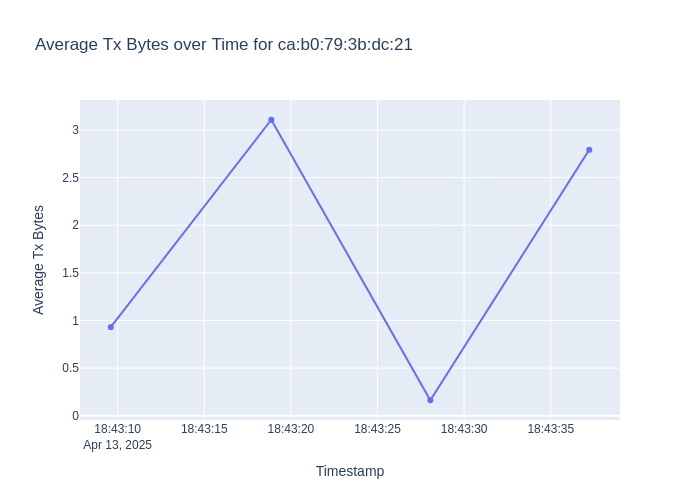 Average Tx Bytes over Time for ca:b0:79:3b:dc:21
3
2.5
2
1.5
1
0.5
0
Average Tx Bytes
18:43:10 18:43:15 18:43:20 18:43:25 18:43:30 18:43:35
Apr 13, 2025
Timestamp